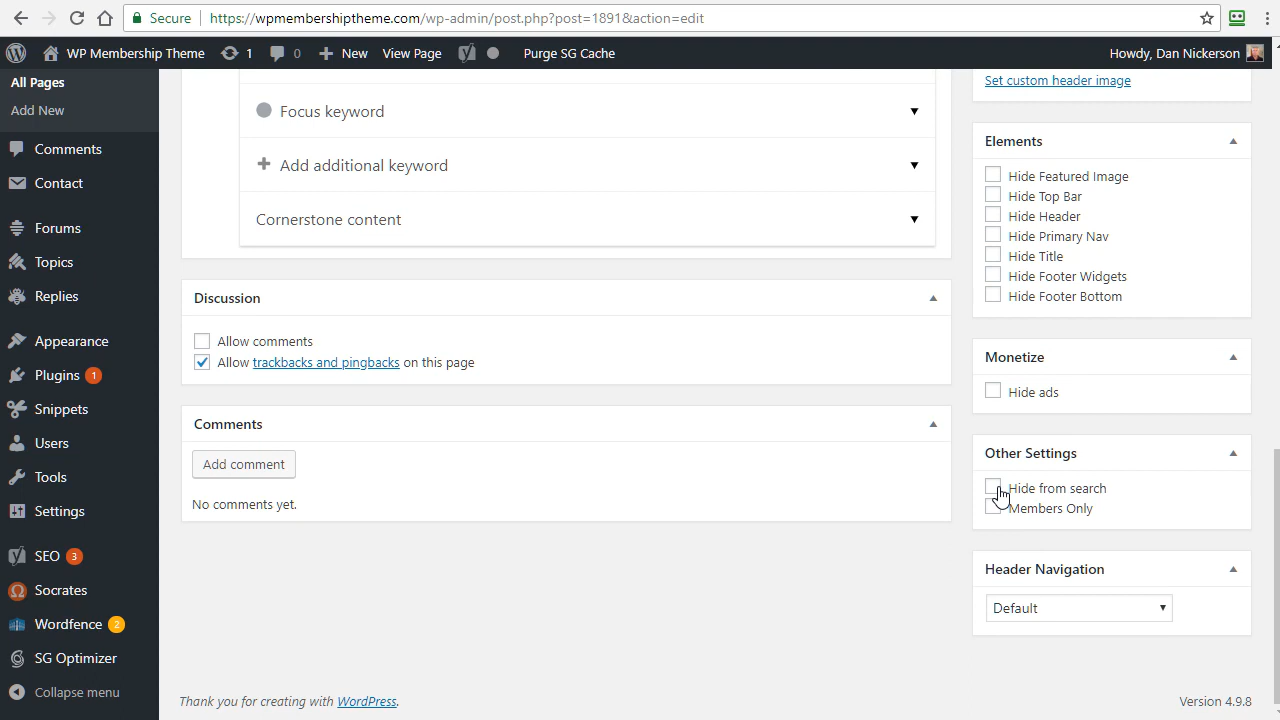 Secure https://wpmembershiptheme.com/wp-admin/post.php?post=1891&action=edit
WP Membership Theme 1 0 New View Page Purge SG Cache Howdy, Dan Nickerson
All Pages
Add New
Comments
Contact
Forums
Topics
Replies
Appearance
Plugins 1
Snippets
Users
Tools
Settings
SEO 3
Socrates
Wordfence 2
SG Optimizer
Collapse menu
Focus keyword
Add additional keyword
Cornerstone content
Discussion
Allow comments
Allow trackbacks and pingbacks on this page
Comments
Add comment
No comments yet.
Set custom header image
Elements
Hide Featured Image
Hide Top Bar
Hide Header
Hide Primary Nav
Hide Title
Hide Footer Widgets
Hide Footer Bottom
Monetize
Hide ads
Other Settings
Hide from search
Members Only
Header Navigation
Default
Thank you for creating with WordPress.
Version 4.9.8